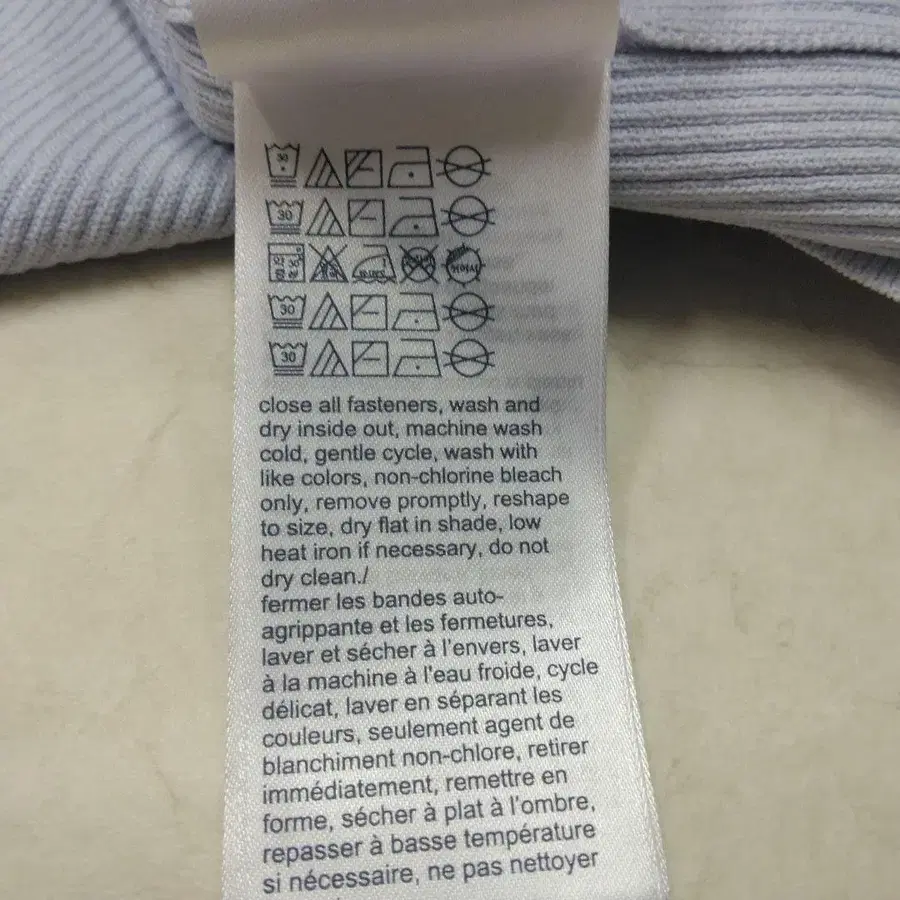 30
30
30
30
close all fasteners, wash and
dry inside out, machine wash
cold, gentle cycle, wash with
like colors, non-chlorine bleach
only, remove promptly, reshape
to size, dry flat in shade, low
heat iron if necessary, do not
dry clean./
fermer les bandes auto-
agrippante et les fermetures,
laver et sécher à l'envers, laver
à la machine à l'eau froide, cycle
délicat, laver en séparant les
couleurs, seulement agent de
blanchiment non-chlore, retirer
immédiatement, remettre en
forme, sécher à plat à l'ombre,
repasser à basse température
si nécessaire, ne pas nettoyer